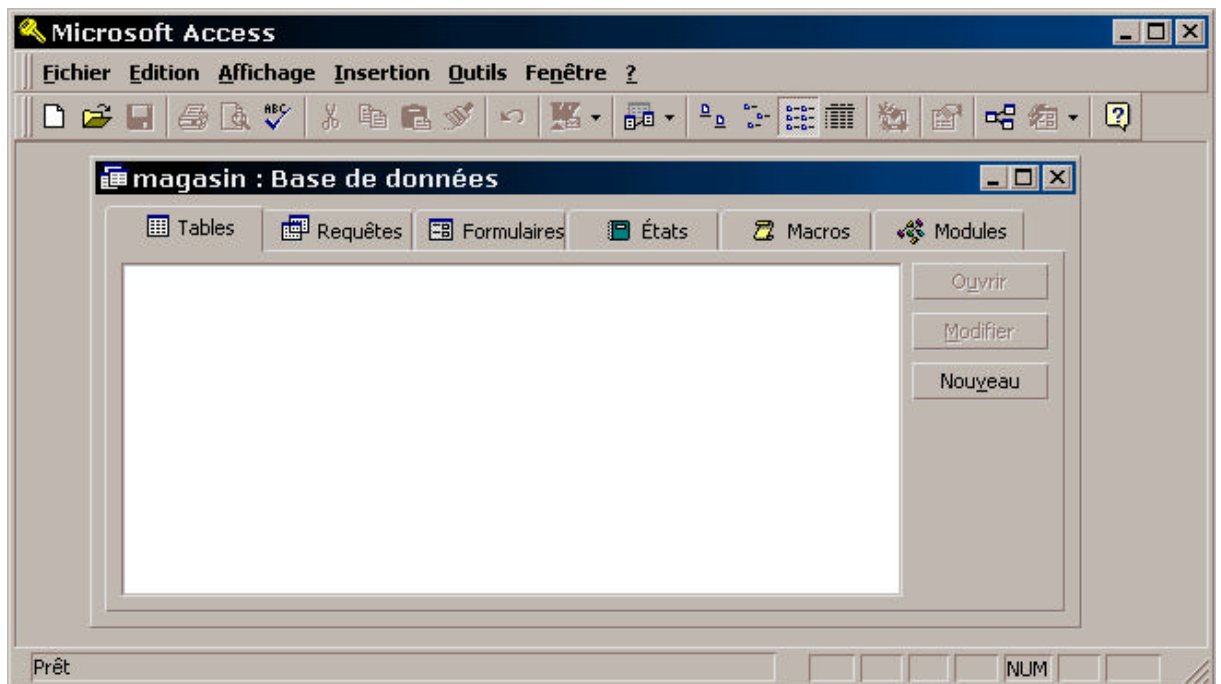 Microsoft Access
Fichier Edition Affichage Insertion Outils Fenêtre ?
ABC
magasin : Base de données
Tables Requêtes Formulaires États Macros Modules
Ouvrir
Modifier
Nouveau
Prêt NUM